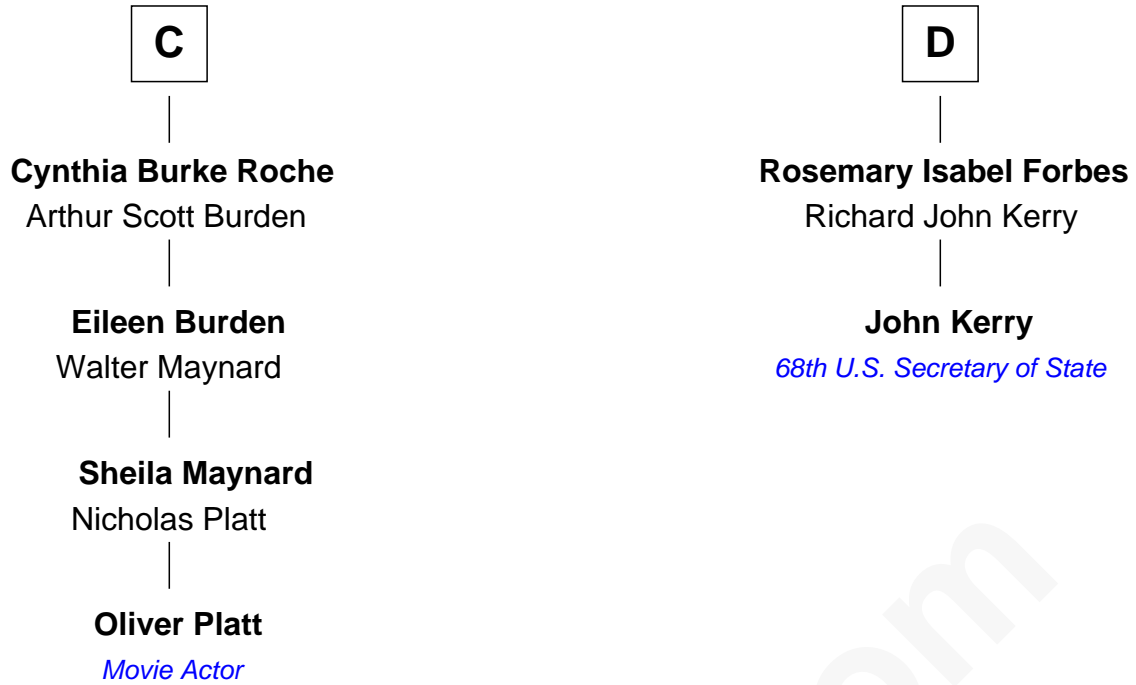 C
Cynthia Burke Roche
Arthur Scott Burden
Eileen Burden
Walter Maynard
Sheila Maynard
Nicholas Platt
Oliver Platt
Movie Actor
D
Rosemary Isabel Forbes
Richard John Kerry
John Kerry
68th U.S. Secretary of State
om